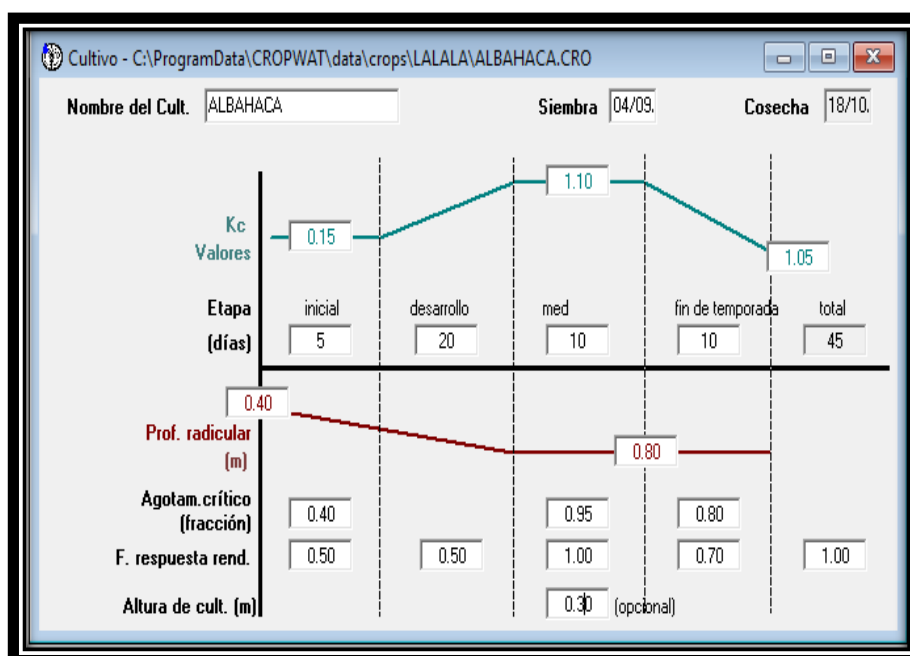 Cultivo - C:\ProgramData\CROPWAT\data\crops\LALALA\ALBAHACA.CRO
Nombre del Cult. ALBAHACA Siembra 04/09. Cosecha 18/10.
1.10
Kc 0.15
Valores 1.05
Etapa inicial desarrollo med fin de temporada total
(días) 5 20 10 10 45
0.40
Prof. radicular 0.80
(m)
Agotam.crítico
(fracción) 0.40 0.95 0.80
F. respuesta rend. 0.50 0.50 1.00 0.70 1.00
Altura de cult. (m) 0.30 (opcional)